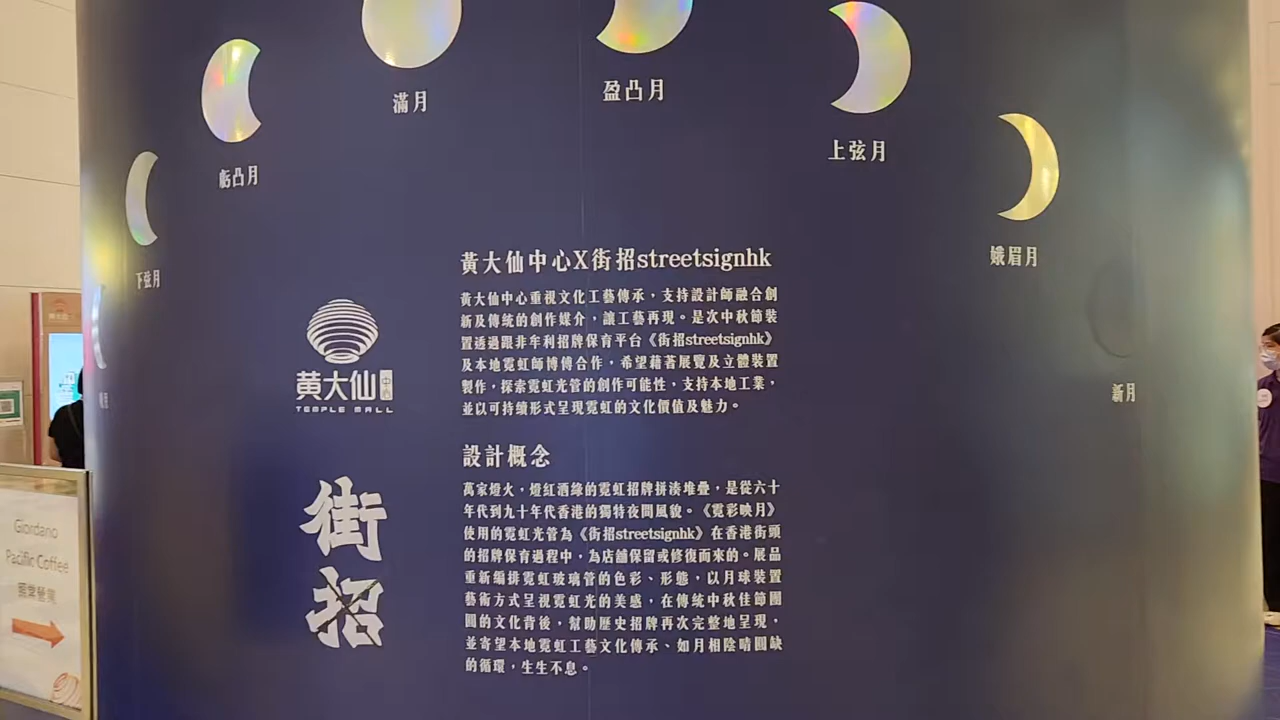 滿月
盈凸月
虧凸月
上弦月
下弦月
娥眉月
新月
黃大仙中心X街招streetsignhk
黃大仙中心重視文化工藝傳承，支持設計師融合創
新及傳統的創作媒介，讓工藝再現。是次中秋節裝
置透過跟非牟利招牌保育平台《街招streetsignhk》
及本地霓虹師博傅合作，希望藉著展覽及立體裝置
製作，探索霓虹光管的創作可能性，支持本地工業，
並以可持續形式呈現霓虹的文化價值及魅力。
黃大仙
中心
TEMPLE MALL
設計概念
萬家燈火，燈紅酒綠的霓虹招牌拼湊堆疊，是從六十
年代到九十年代香港的獨特夜間風貌。《霓彩映月》
使用的霓虹光管為《街招streetsignhk》在香港街頭
的招牌保育過程中，為店舖保留或修復而來的。展品
重新編排霓虹玻璃管的色彩、形態，以月球裝置
藝術方式呈視霓虹光的美感，在傳統中秋佳節團
圓的文化背後，幫助歷史招牌再次完整地呈現，
並寄望本地霓虹工藝文化傳承、如月相陰晴圓缺
的循環，生生不息。
街招
Giordano
Pacific Coffee
照常營業